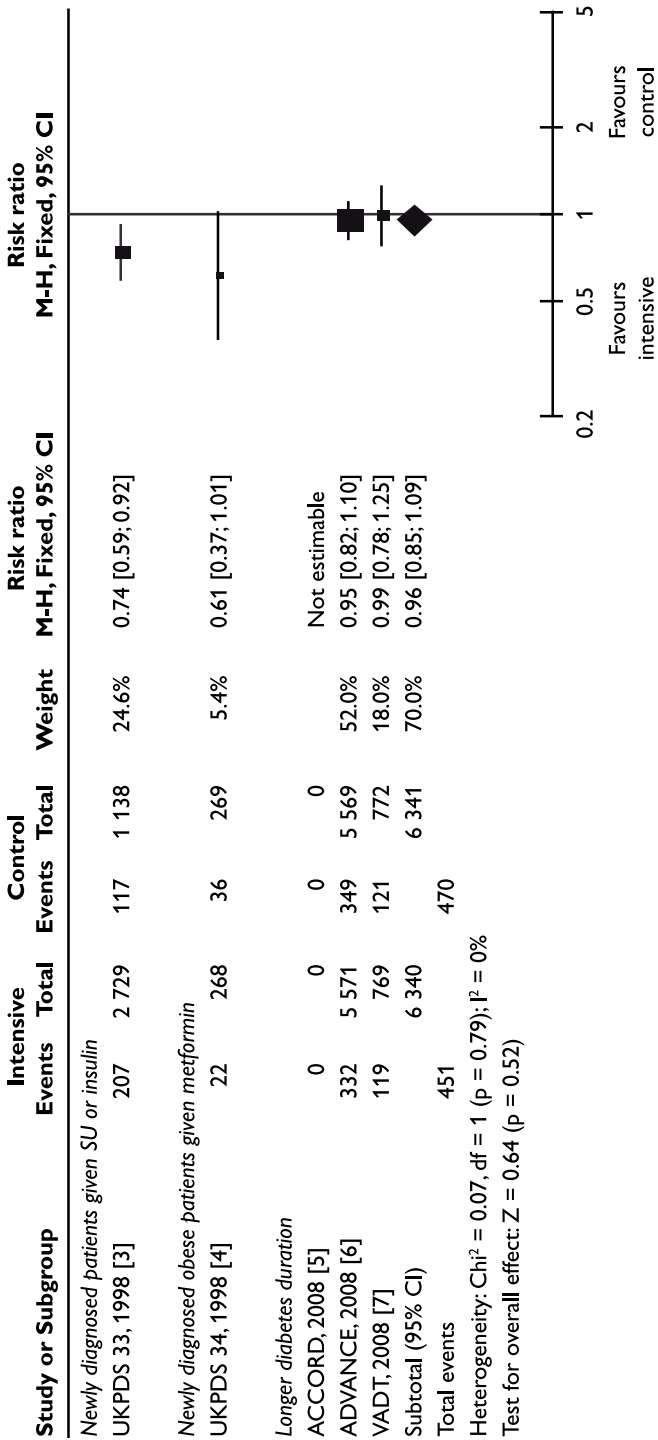 Intensive Control Risk ratio Risk ratio
Study or Subgroup Events Total Events Total Weight M-H, Fixed, 95% CI M-H, Fixed, 95% CI
Newly diagnosed patients given SU or insulin
UKPDS 33, 1998 [3] 207 2 729 117 1 138 24.6% 0.74 [0.59; 0.92]
Newly diagnosed obese patients given metformin
UKPDS 34, 1998 [4] 22 268 36 269 5.4% 0.61 [0.37; 1.01]
Longer diabetes duration
ACCORD, 2008 [5] 0 0 0 0 Not estimable
ADVANCE, 2008 [6] 332 5 571 349 5 569 52.0% 0.95 [0.82; 1.10]
VADT, 2008 [7] 119 769 121 772 18.0% 0.99 [0.78; 1.25]
Subtotal (95% CI) 6 340 6 341 70.0% 0.96 [0.85; 1.09]
Total events 451 470
Heterogeneity: Chi² = 0.07, df = 1 (p = 0.79); I² = 0%
Test for overall effect: Z = 0.64 (p = 0.52)
0.2 0.5 1 2 5
Favours Favours
intensive control